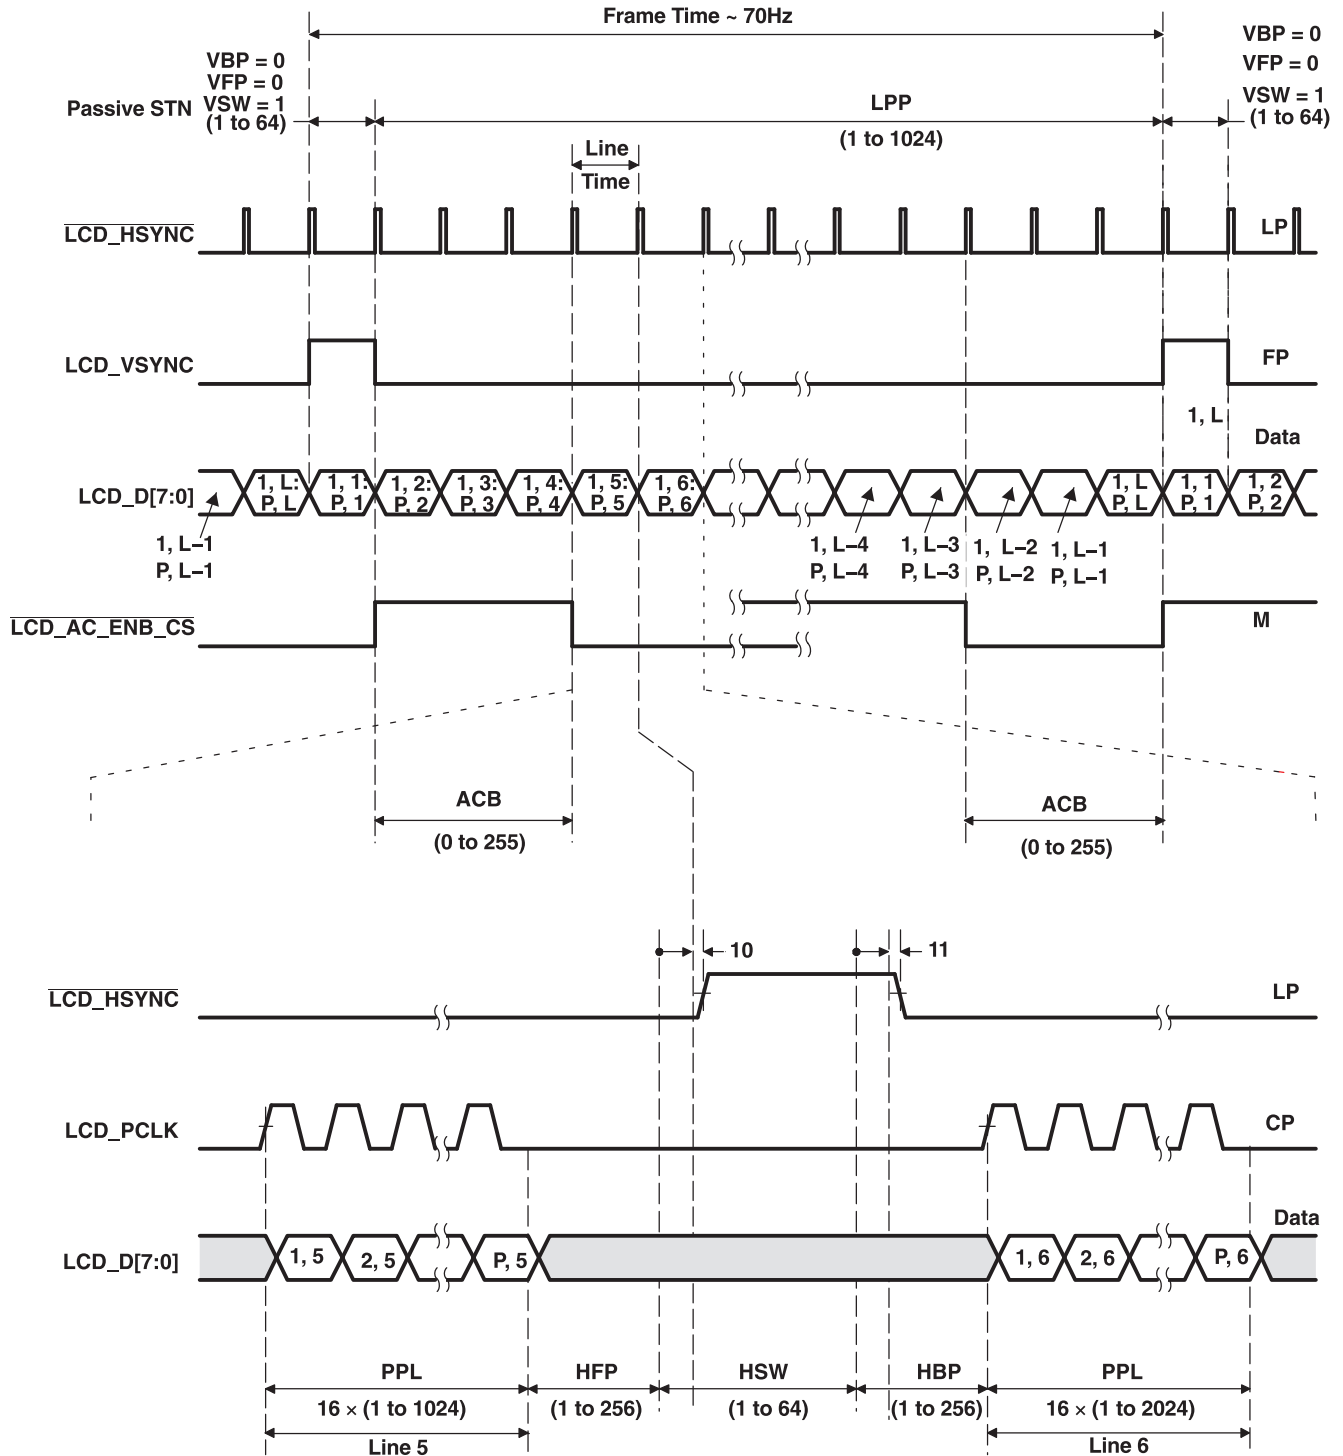 Frame Time ~ 70Hz
VBP = 0
VFP = 0
VSW = 1
(1 to 64)
VBP = 0
VFP = 0
VSW = 1
(1 to 64)
Passive STN
LPP
(1 to 1024)
Line
Time
LCD_HSYNC
LP
LCD_VSYNC
FP
1, L
Data
LCD_D[7:0]
1, L: P, L
1, 1: P, 1
1, 2: P, 2
1, 3: P, 3
1, 4: P, 4
1, 5: P, 5
1, 6: P, 6
1, L P, L
1, 1 P, 1
1, 2 P, 2
1, L–1 P, L–1
1, L–4 P, L–4
1, L–3 P, L–3
1, L–2 P, L–2
1, L–1 P, L–1
LCD_AC_ENB_CS
M
ACB
(0 to 255)
ACB
(0 to 255)
10
11
LCD_HSYNC
LP
LCD_PCLK
CP
Data
LCD_D[7:0]
1, 5
2, 5
P, 5
1, 6
2, 6
P, 6
PPL
HFP
HSW
HBP
PPL
16 × (1 to 1024)
(1 to 256)
(1 to 64)
(1 to 256)
16 × (1 to 2024)
Line 5
Line 6